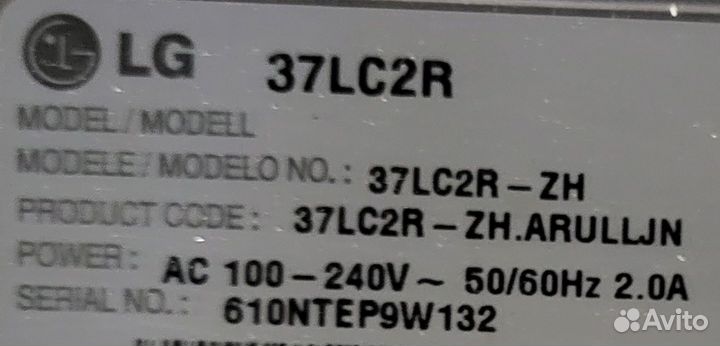 LG 37LC2R
MODEL/MODELL
MODELE/MODELO NO.: 37LC2R-ZH
PRODUCT CODE: 37LC2R-ZH.ARULLJN
POWER: AC 100-240V~ 50/60Hz 2.0A
SERIAL NO.: 610NTEP9W132
Avito